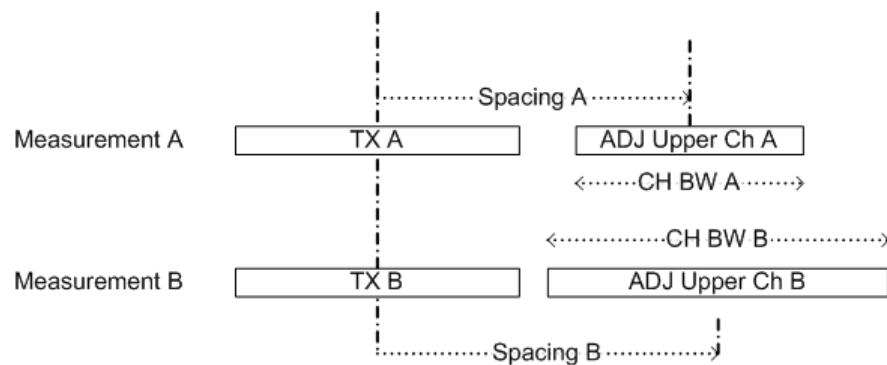 Spacing A
Measurement A TX A ADJ Upper Ch A
CH BW A
CH BW B
Measurement B TX B ADJ Upper Ch B
Spacing B